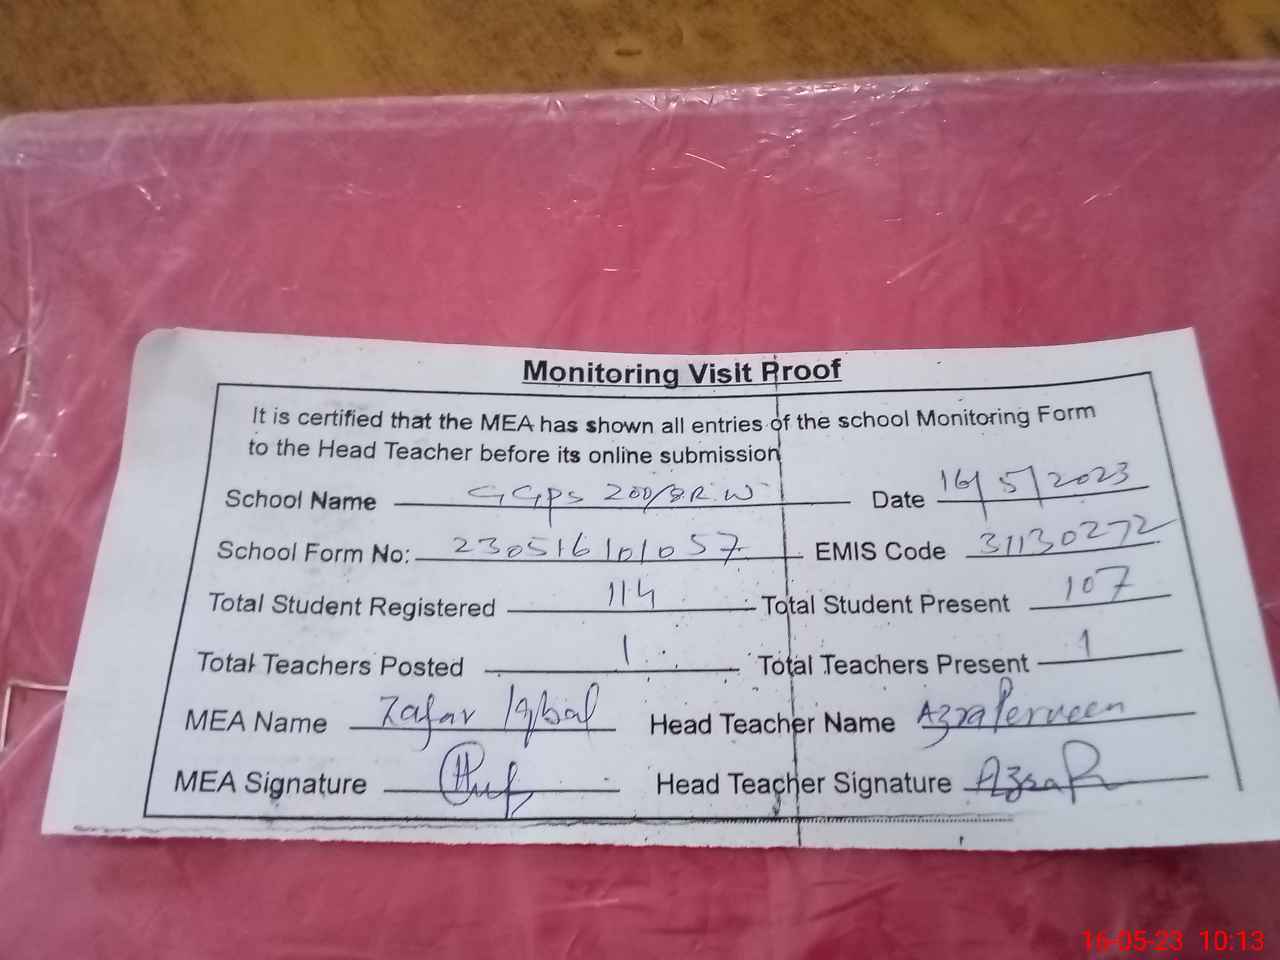 Monitoring Visit Proof
It is certified that the MEA has shown all entries of the school Monitoring Form
to the Head Teacher before its online submission
School Name GGPS 200/8.R.W Date 16/5/2023
School Form No: 230516101057 EMIS Code 31130272
Total Student Registered 114 Total Student Present 107
Total Teachers Posted 1 Total Teachers Present 1
MEA Name Zafar Iqbal Head Teacher Name Azra Perveen
MEA Signature Head Teacher Signature Azra P
16-05-23 10:13